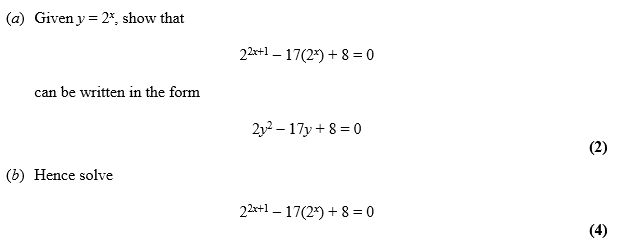 (a) Given y = 2ˣ, show that
2²ˣ⁺¹ – 17(2ˣ) + 8 = 0
can be written in the form
2y² – 17y + 8 = 0
(2)
(b) Hence solve
2²ˣ⁺¹ – 17(2ˣ) + 8 = 0
(4)